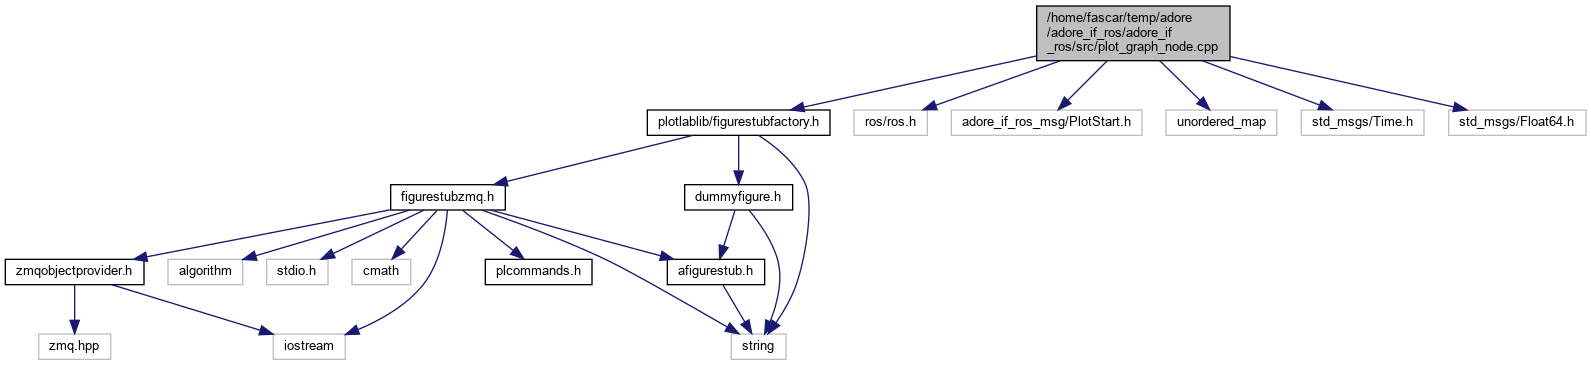 /home/fascar/temp/adore
/adore_if_ros/adore_if
_ros/src/plot_graph_node.cpp
plotlablib/figurestubfactory.h
ros/ros.h
adore_if_ros_msg/PlotStart.h
unordered_map
std_msgs/Time.h
std_msgs/Float64.h
figurestubzmq.h
dummyfigure.h
zmqobjectprovider.h
algorithm
stdio.h
cmath
plcommands.h
afigurestub.h
zmq.hpp
iostream
string